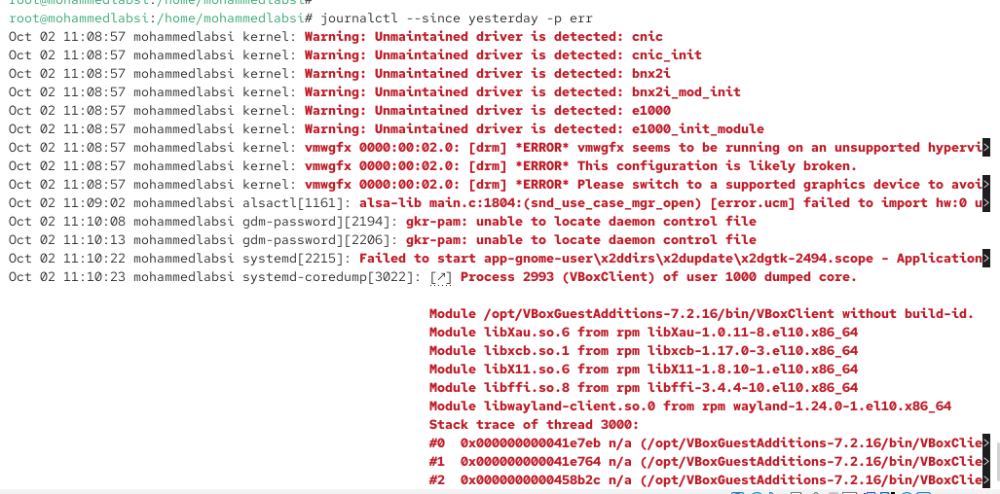 root@mohammedlabsi:/home/mohammedlabsi#
root@mohammedlabsi:/home/mohammedlabsi# journalctl --since yesterday -p err
Oct 02 11:08:57 mohammedlabsi kernel: Warning: Unmaintained driver is detected: cnic
Oct 02 11:08:57 mohammedlabsi kernel: Warning: Unmaintained driver is detected: cnic_init
Oct 02 11:08:57 mohammedlabsi kernel: Warning: Unmaintained driver is detected: bnx2i
Oct 02 11:08:57 mohammedlabsi kernel: Warning: Unmaintained driver is detected: bnx2i_mod_init
Oct 02 11:08:57 mohammedlabsi kernel: Warning: Unmaintained driver is detected: e1000
Oct 02 11:08:57 mohammedlabsi kernel: Warning: Unmaintained driver is detected: e1000_init_module
Oct 02 11:08:57 mohammedlabsi kernel: vmwgfx 0000:00:02.0: [drm] *ERROR* vmwgfx seems to be running on an unsupported hypervi>
Oct 02 11:08:57 mohammedlabsi kernel: vmwgfx 0000:00:02.0: [drm] *ERROR* This configuration is likely broken.
Oct 02 11:08:57 mohammedlabsi kernel: vmwgfx 0000:00:02.0: [drm] *ERROR* Please switch to a supported graphics device to avoi>
Oct 02 11:09:02 mohammedlabsi alsactl[1161]: alsa-lib main.c:1804:(snd_use_case_mgr_open) [error.ucm] failed to import hw:0 u>
Oct 02 11:10:08 mohammedlabsi gdm-password][2194]: gkr-pam: unable to locate daemon control file
Oct 02 11:10:13 mohammedlabsi gdm-password][2206]: gkr-pam: unable to locate daemon control file
Oct 02 11:10:22 mohammedlabsi systemd[2215]: Failed to start app-gnome-user\x2ddirs\x2dupdate\x2dgtk-2494.scope - Application>
Oct 02 11:10:23 mohammedlabsi systemd-coredump[3022]: [↗] Process 2993 (VBoxClient) of user 1000 dumped core.
Module /opt/VBoxGuestAdditions-7.2.16/bin/VBoxClient without build-id.
Module libXau.so.6 from rpm libXau-1.0.11-8.el10.x86_64
Module libxcb.so.1 from rpm libxcb-1.17.0-3.el10.x86_64
Module libX11.so.6 from rpm libX11-1.8.10-1.el10.x86_64
Module libffi.so.8 from rpm libffi-3.4.4-10.el10.x86_64
Module libwayland-client.so.0 from rpm wayland-1.24.0-1.el10.x86_64
Stack trace of thread 3000:
#0  0x000000000041e7eb n/a (/opt/VBoxGuestAdditions-7.2.16/bin/VBoxClie>
#1  0x000000000041e764 n/a (/opt/VBoxGuestAdditions-7.2.16/bin/VBoxClie>
#2  0x0000000000458b2c n/a (/opt/VBoxGuestAdditions-7.2.16/bin/VBoxClie>